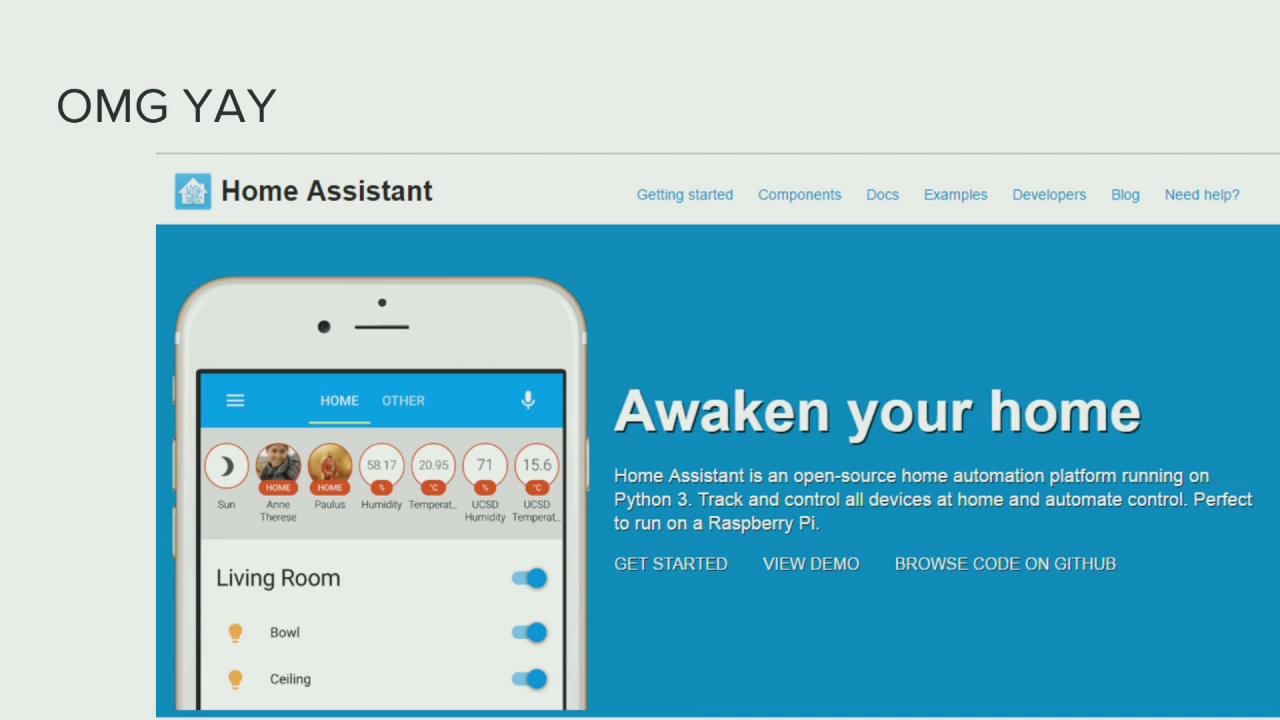 OMG YAY
Home Assistant
Getting started Components Docs Examples Developers Blog Need help?
HOME OTHER
58.17 20.95 71 15.6
HOME HOME % °C % °C
Sun Anne Therese Paulus Humidity Temperat... UCSD Humidity UCSD Temperat...
Living Room
Bowl
Ceiling
Awaken your home
Home Assistant is an open-source home automation platform running on
Python 3. Track and control all devices at home and automate control. Perfect
to run on a Raspberry Pi.
GET STARTED VIEW DEMO BROWSE CODE ON GITHUB